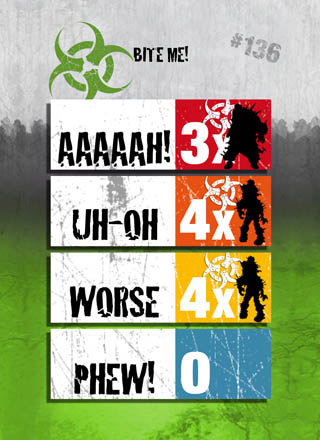 BITE ME!
#136
AAAAAH! 3X
UH-OH 4X
WORSE 4X
PHEW! 0